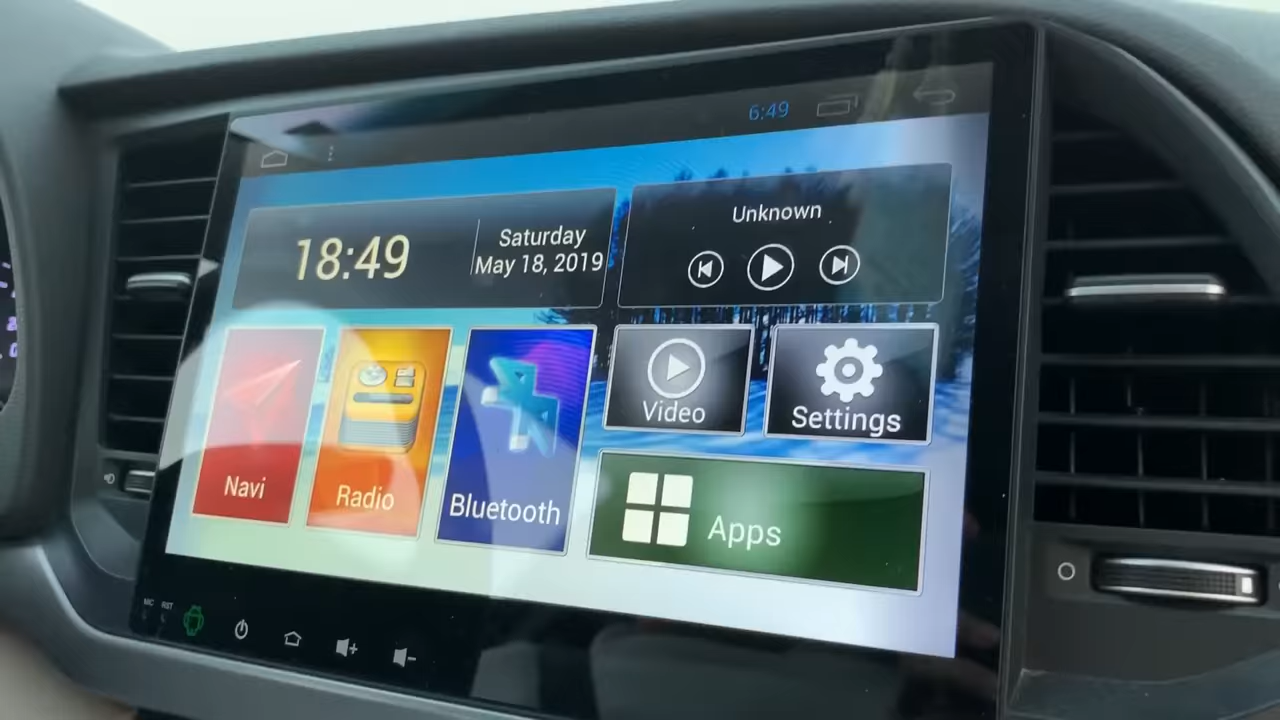 6:49
18:49
Saturday
May 18, 2019
Unknown
Navi
Radio
Bluetooth
Video
Settings
Apps
MIC
RST